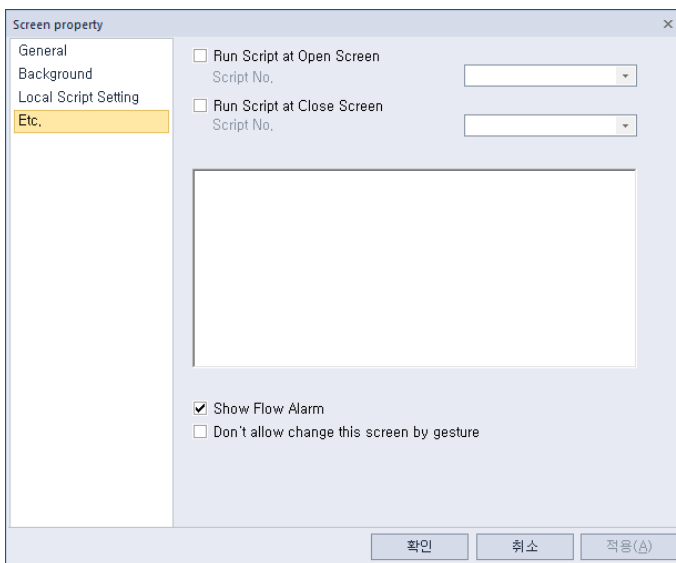 Screen property
General
Background
Local Script Setting
Etc,
Run Script at Open Screen
Script No,
Run Script at Close Screen
Script No,
Show Flow Alarm
Don't allow change this screen by gesture
확인
취소
적용(A)